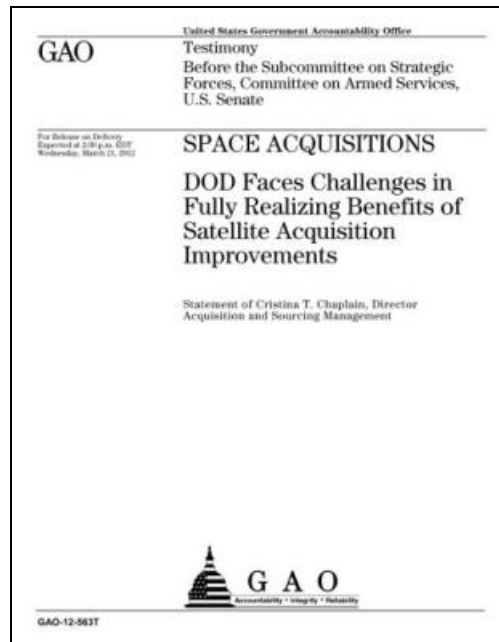 United States Government Accountability Office
GAO
Testimony
Before the Subcommittee on Strategic
Forces, Committee on Armed Services,
U.S. Senate
For Release on Delivery
Expected at 2:30 p.m. EDT
Wednesday, March 21, 2012
SPACE ACQUISITIONS
DOD Faces Challenges in
Fully Realizing Benefits of
Satellite Acquisition
Improvements
Statement of Cristina T. Chaplain, Director
Acquisition and Sourcing Management
G A O
Accountability * Integrity * Reliability
GAO-12-563T